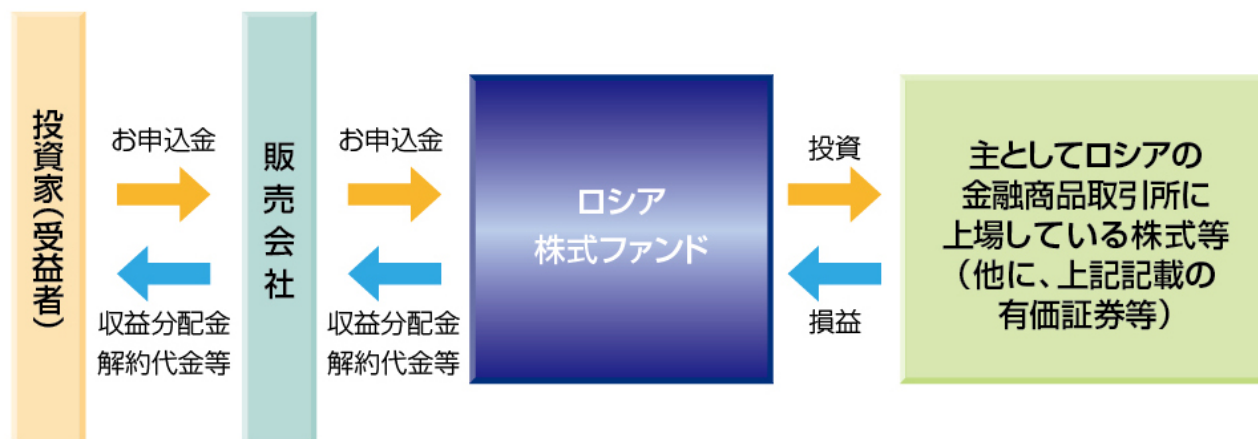 投資家(受益者)
お申込金
収益分配金
解約代金等
販売会社
お申込金
収益分配金
解約代金等
ロシア
株式ファンド
投資
損益
主としてロシアの
金融商品取引所に
上場している株式等
(他に、上記記載の
有価証券等)